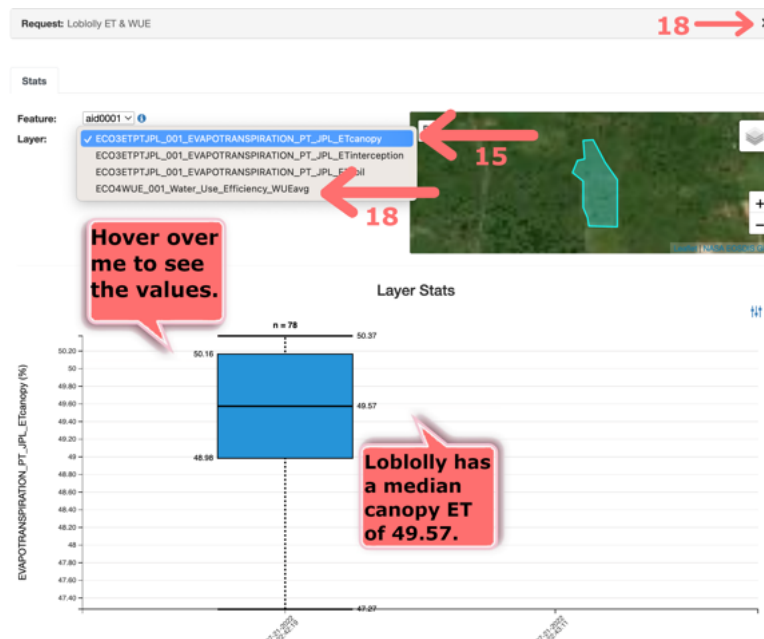 Request: Loblolly ET & WUE
18
Stats
Feature:
aid0001
Layer:
✓ ECO3ETPTJPL_001_EVAPOTRANSPIRATION_PT_JPL_ETcanopy
ECO3ETPTJPL_001_EVAPOTRANSPIRATION_PT_JPL_ETinterception
ECO4WUE_001_Water_Use_Efficiency_WUEavg
15
18
Hover over
me to see
the values.
Layer Stats
n = 78
50.37
50.16
49.57
48.98
47.27
50.20
50
49.80
49.60
49.40
49.20
49
48.80
48.60
48.40
48.20
48
47.80
47.60
47.40
EVAPOTRANSPIRATION_PT_JPL_ETcanopy (%)
Loblolly has
a median
canopy ET
of 49.57.